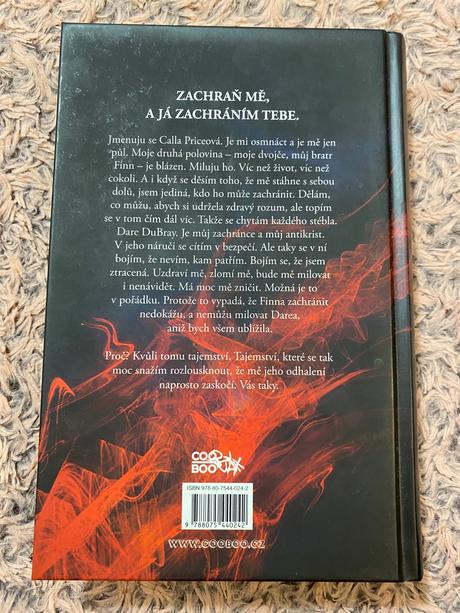 ZACHRAŇ MĚ,
A JÁ ZACHRÁNÍM TEBE.
Jmenuju se Calla Priceová. Je mi osmnáct a je mě jen
půl. Moje druhá polovina – moje dvojče, můj bratr
Finn – je blázen. Miluju ho. Víc než život, víc než
cokoli. A i když se děsím toho, že mě stáhne s sebou
dolů, jsem jediná, kdo ho může zachránit. Dělám,
co můžu, abych si udržela zdravý rozum, ale topím
se v tom čím dál víc. Takže se chytám každého stébla.
Dare DuBray. Je můj zachránce a můj antikrist.
V jeho náruči se cítím v bezpečí. Ale taky se v ní
bojím, že nevím, kam patřím. Bojím se, že jsem
ztracená. Uzdraví mě, zlomí mě, bude mě milovat
i nenávidět. Má moc mě zničit. Možná je to
v pořádku. Protože to vypadá, že Finna zachránit
nedokážu, a nemůžu milovat Darea,
aniž bych všem ublížila.
Proč? Kvůli tomu tajemství. Tajemství, které se tak
moc snažím rozlousknout, že mě jeho odhalení
naprosto zaskočí. Vás taky.
COO
BOO
JAX
ISBN 978-80-7544-024-2
9 788075 440242
WWW.COOBOO.CZ